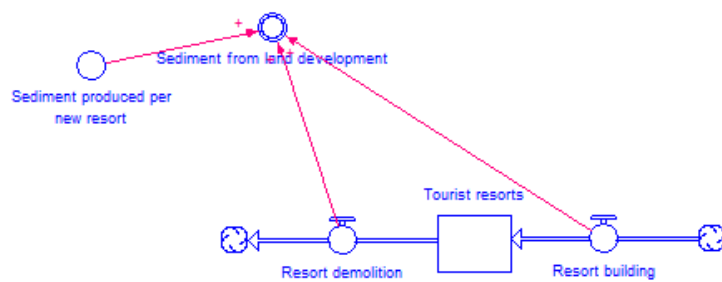 +
Sediment from land development
Sediment produced per
new resort
Tourist resorts
Resort demolition
Resort building